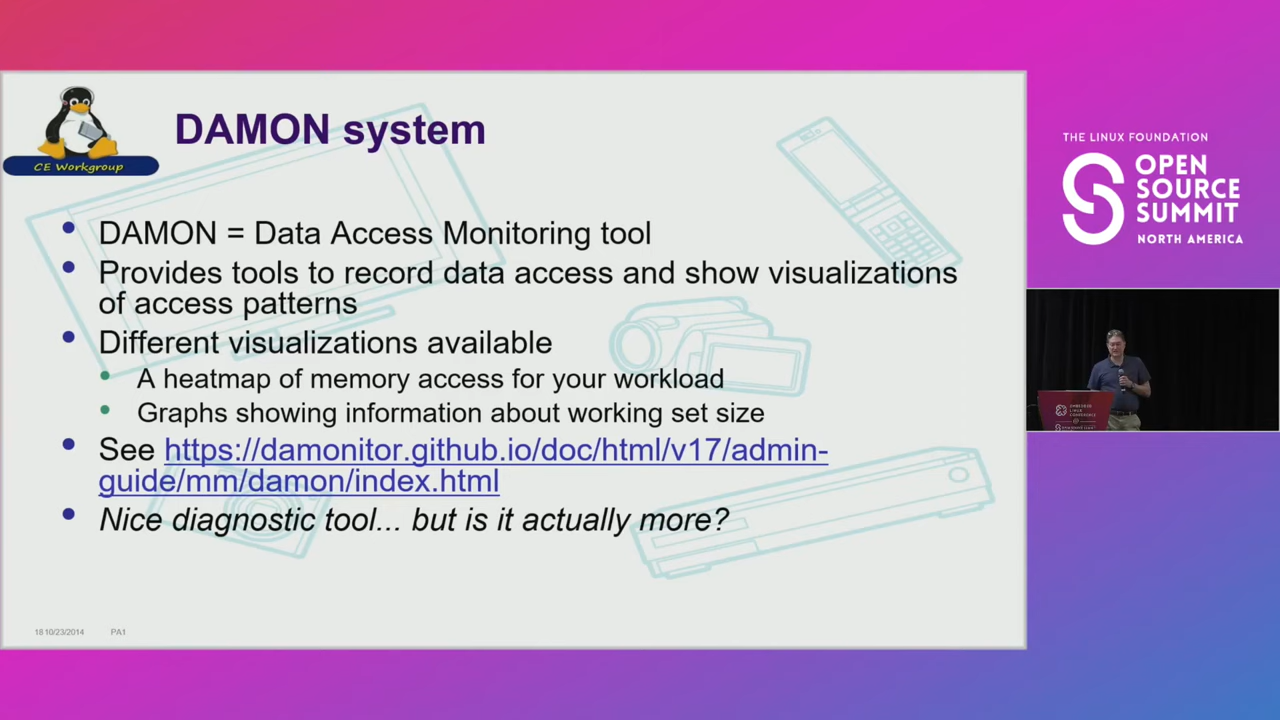 CE Workgroup
DAMON system
DAMON = Data Access Monitoring tool
Provides tools to record data access and show visualizations
of access patterns
Different visualizations available
A heatmap of memory access for your workload
Graphs showing information about working set size
See https://damonitor.github.io/doc/html/v17/admin-
guide/mm/damon/index.html
Nice diagnostic tool... but is it actually more?
18 10/23/2014 PA1
THE LINUX FOUNDATION
OPEN
SOURCE
SUMMIT
NORTH AMERICA
EMBEDDED
LINUX
CONFERENCE